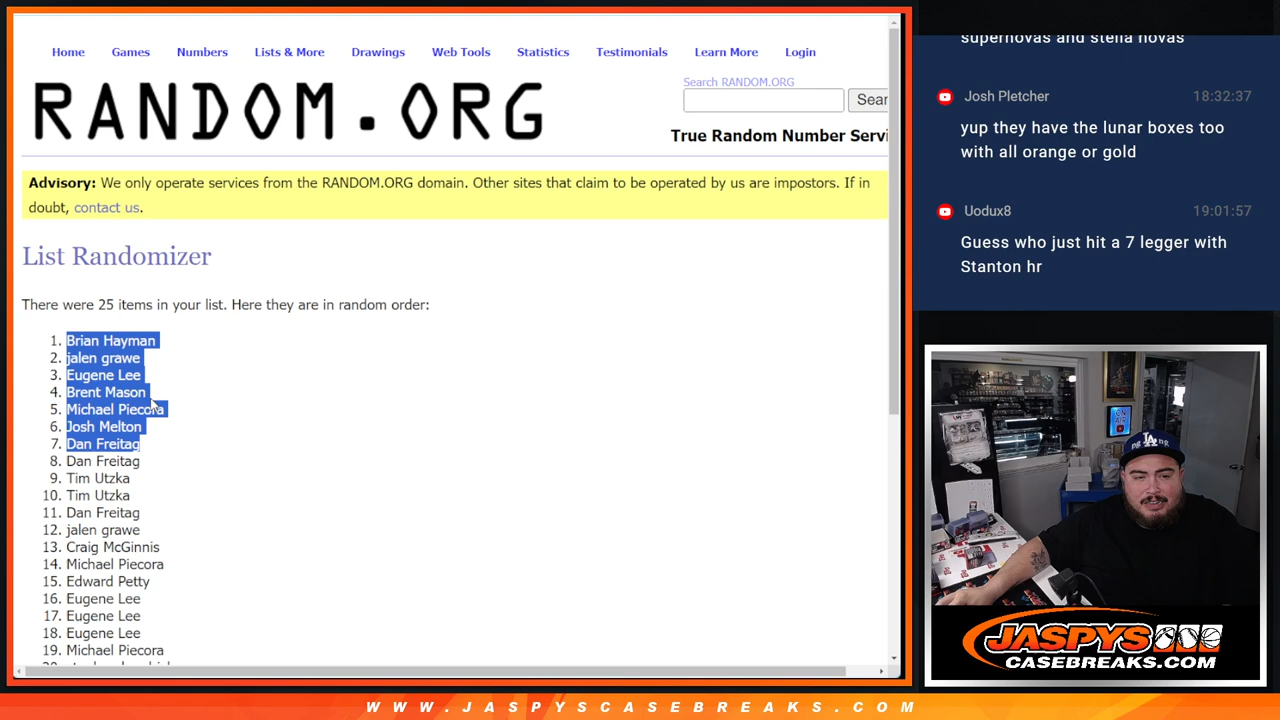 Home Games Numbers Lists & More Drawings Web Tools Statistics Testimonials Learn More Login
RANDOM.ORG
Search RANDOM.ORG
Sear
True Random Number Servi
Advisory: We only operate services from the RANDOM.ORG domain. Other sites that claim to be operated by us are impostors. If in
doubt, contact us.
List Randomizer
There were 25 items in your list. Here they are in random order:
1. Brian Hayman
2. jalen grawe
3. Eugene Lee
4. Brent Mason
5. Michael Piecora
6. Josh Melton
7. Dan Freitag
8. Dan Freitag
9. Tim Utzka
10. Tim Utzka
11. Dan Freitag
12. jalen grawe
13. Craig McGinnis
14. Michael Piecora
15. Edward Petty
16. Eugene Lee
17. Eugene Lee
18. Eugene Lee
19. Michael Piecora
supernovas and stella novas
Josh Pletcher 18:32:37
yup they have the lunar boxes too
with all orange or gold
Uodux8 19:01:57
Guess who just hit a 7 legger with
Stanton hr
ON
AIR
LA
JASPYS
CASEBREAKS.COM
WWW.JASPYSCASEBREAKS.COM